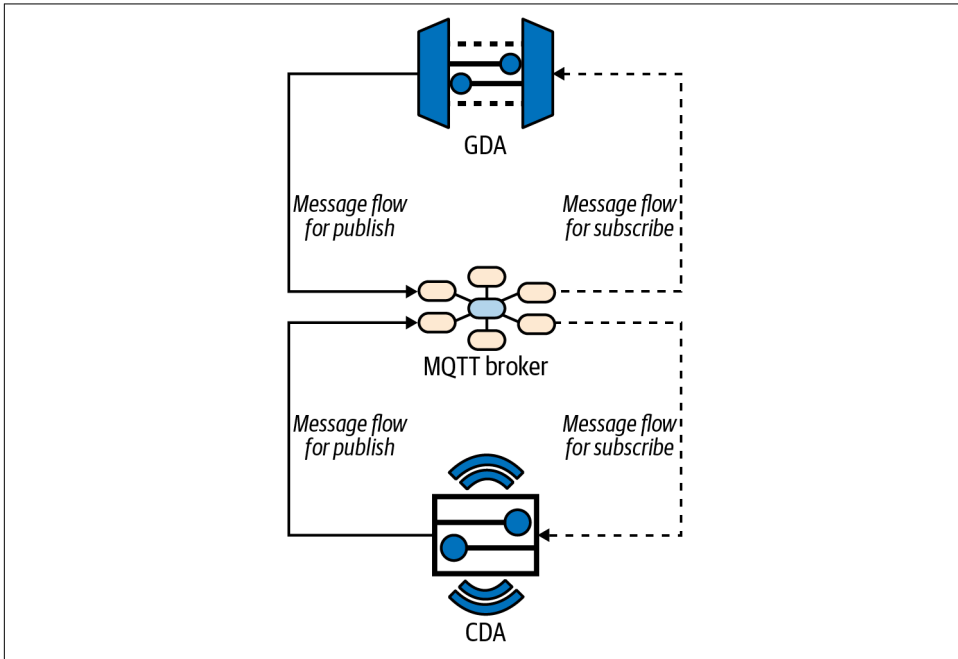 GDA
Message flow
for publish
Message flow
for subscribe
MQTT broker
Message flow
for publish
Message flow
for subscribe
CDA